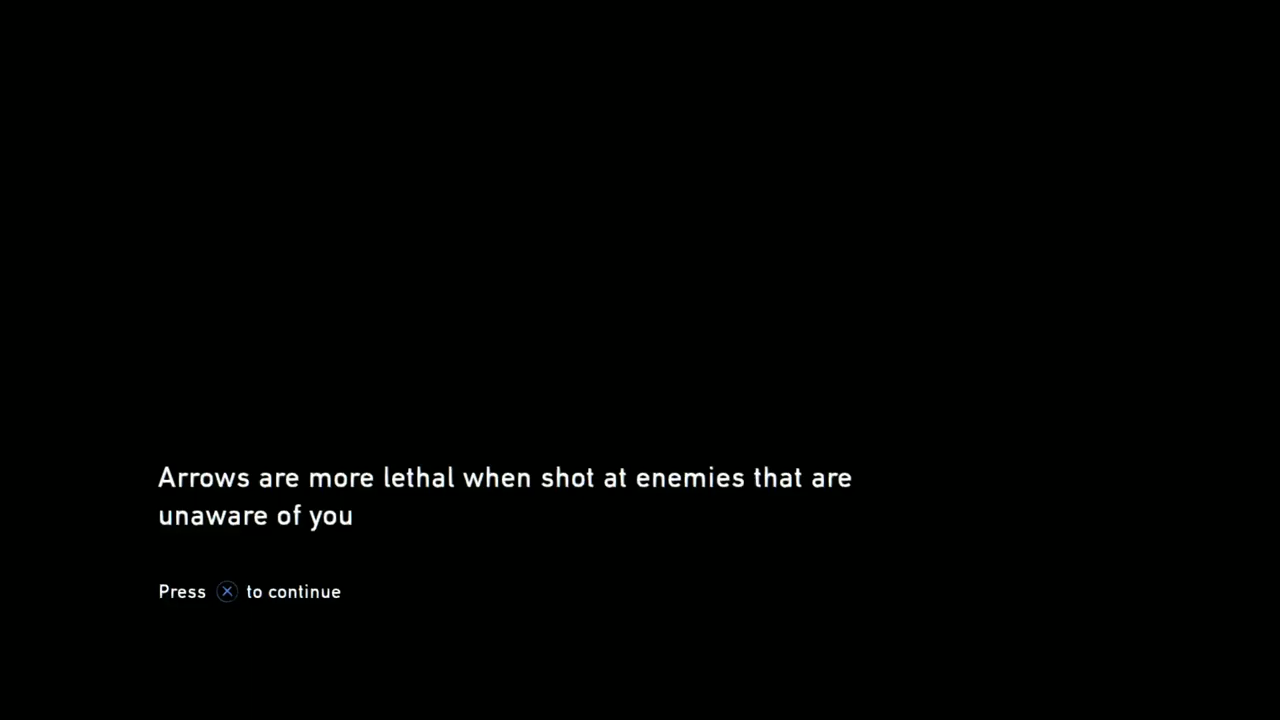 Arrows are more lethal when shot at enemies that are
unaware of you
Press ⓧ to continue